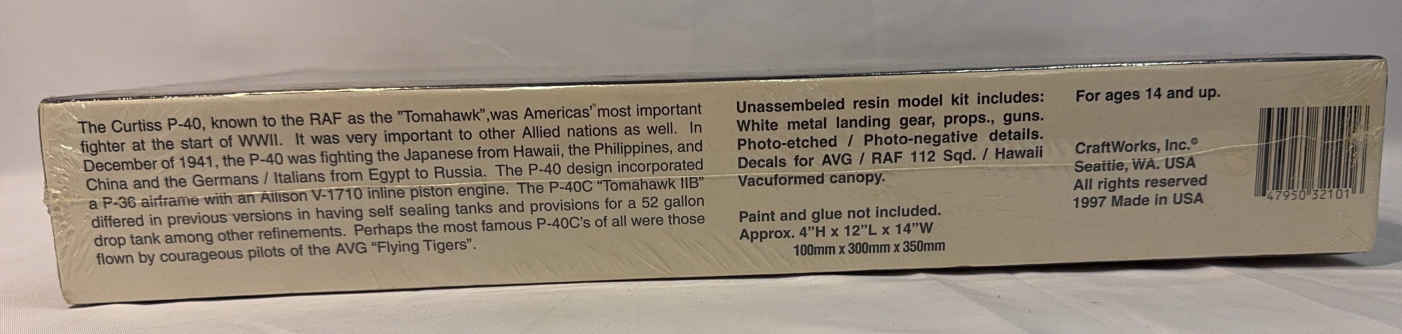 The Curtiss P-40, known to the RAF as the "Tomahawk",was Americas' most important
fighter at the start of WWII. It was very important to other Allied nations as well. In
December of 1941, the P-40 was fighting the Japanese from Hawaii, the Philippines, and
China and the Germans / Italians from Egypt to Russia. The P-40 design incorporated
a P-36 airframe with an Allison V-1710 inline piston engine. The P-40C "Tomahawk IIB"
differed in previous versions in having self sealing tanks and provisions for a 52 gallon
drop tank among other refinements. Perhaps the most famous P-40C's of all were those
flown by courageous pilots of the AVG "Flying Tigers".
Unassembeled resin model kit includes:
White metal landing gear, props., guns.
Photo-etched / Photo-negative details.
Decals for AVG / RAF 112 Sqd. / Hawaii
Vacuformed canopy.
Paint and glue not included.
Approx. 4"H x 12"L x 14"W
100mm x 300mm x 350mm
For ages 14 and up.
CraftWorks, Inc.©
Seattle, WA. USA
All rights reserved
1997 Made in USA
47950 32101